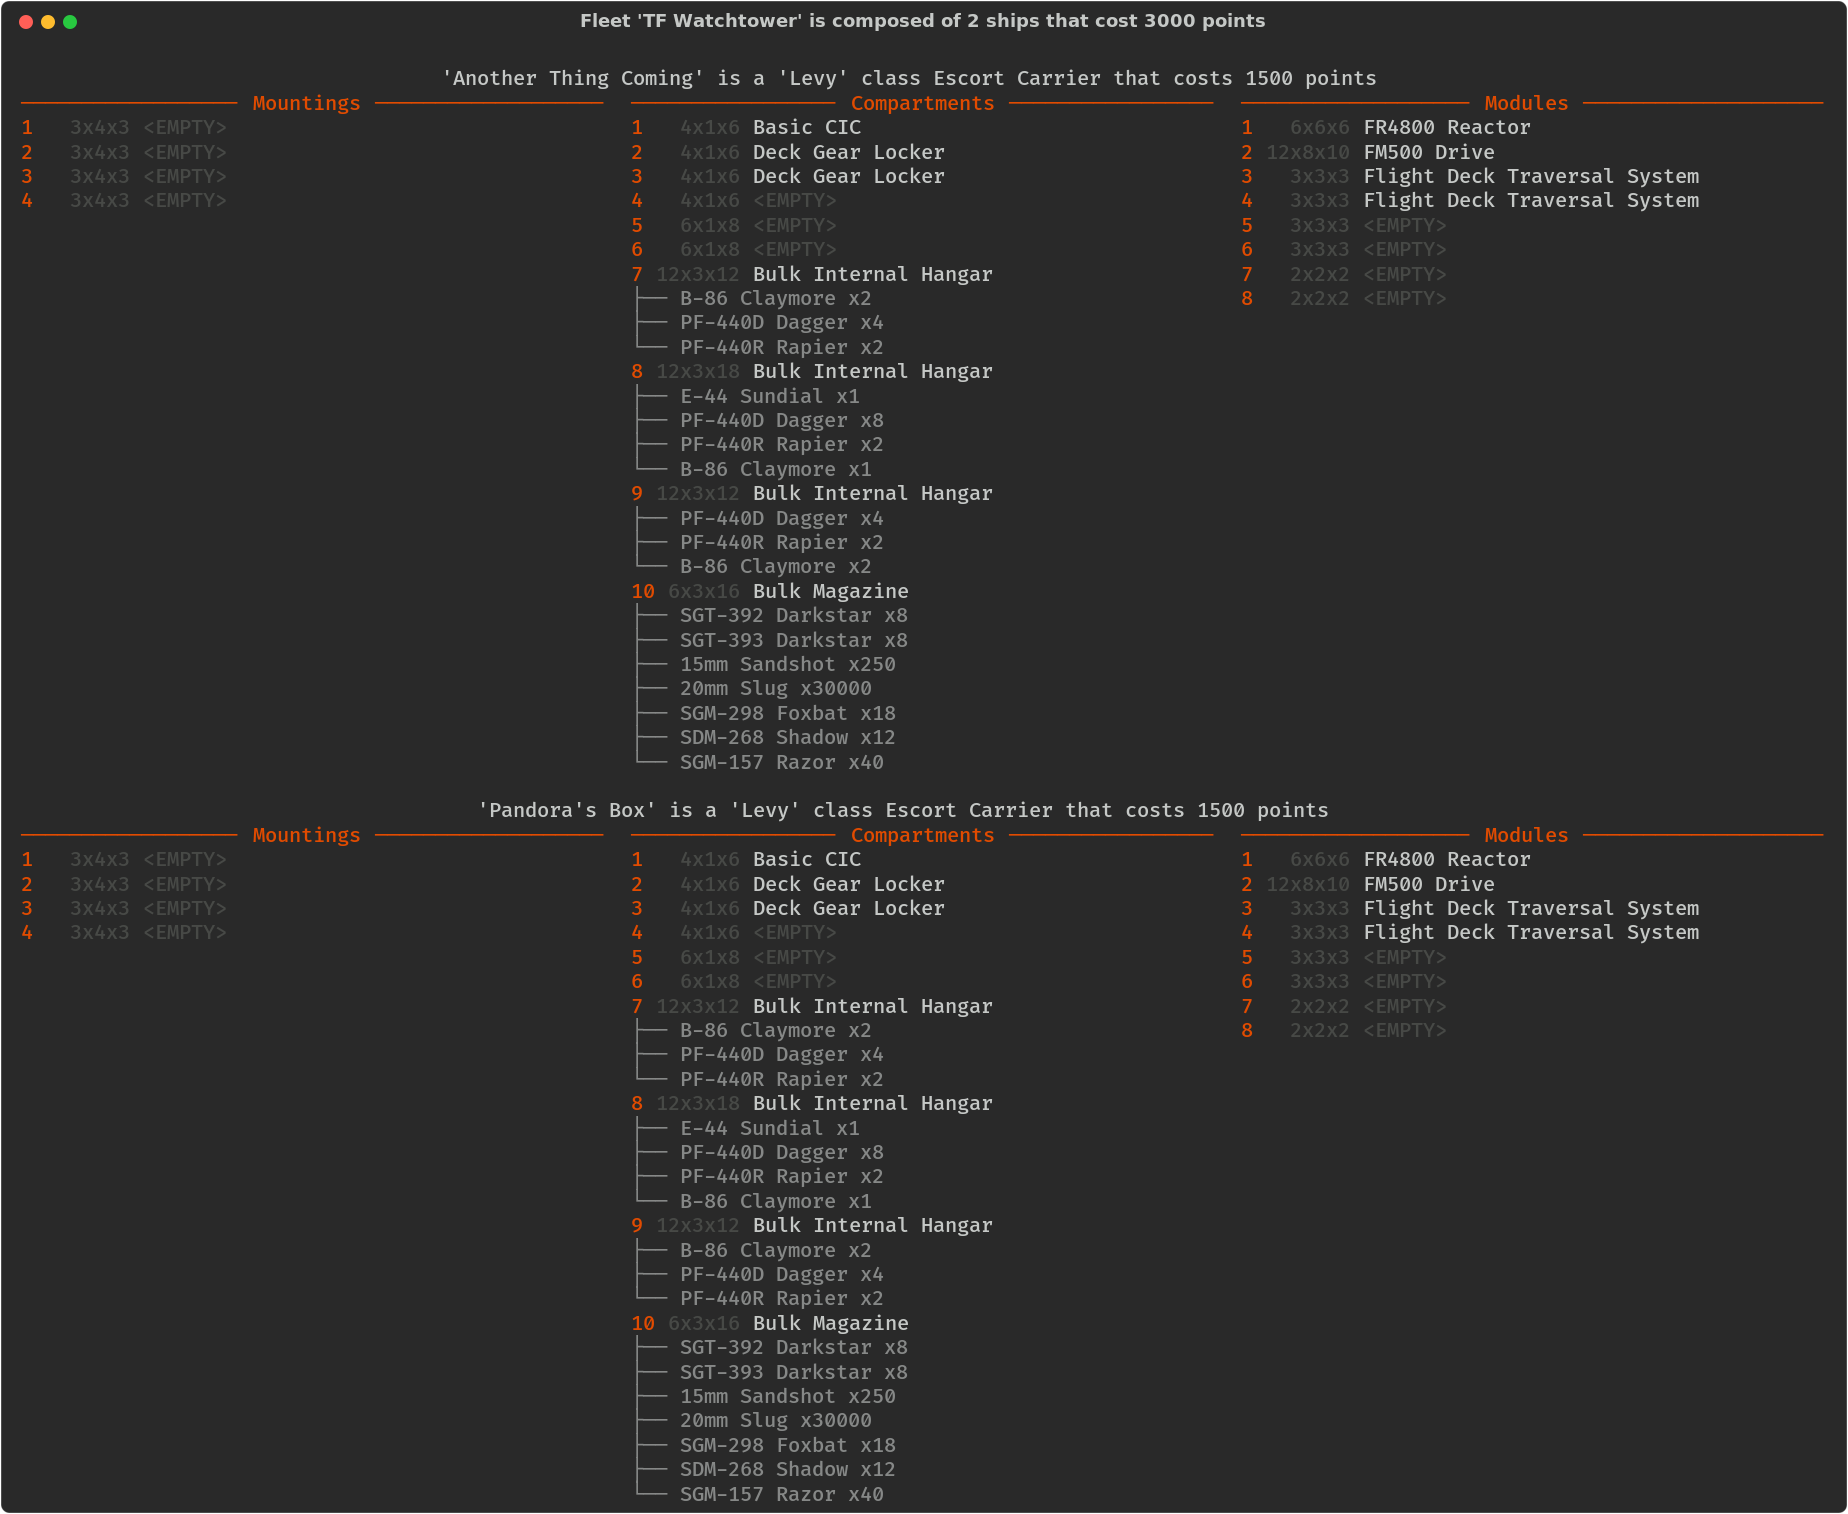 Fleet 'TF Watchtower' is composed of 2 ships that cost 3000 points
'Another Thing Coming' is a 'Levy' class Escort Carrier that costs 1500 points
Mountings
1 3x4x3 <EMPTY>
2 3x4x3 <EMPTY>
3 3x4x3 <EMPTY>
4 3x4x3 <EMPTY>
Compartments
1 4x1x6 Basic CIC
2 4x1x6 Deck Gear Locker
3 4x1x6 Deck Gear Locker
4 4x1x6 <EMPTY>
5 6x1x8 <EMPTY>
6 6x1x8 <EMPTY>
7 12x3x12 Bulk Internal Hangar
B-86 Claymore x2
PF-440D Dagger x4
PF-440R Rapier x2
8 12x3x18 Bulk Internal Hangar
E-44 Sundial x1
PF-440D Dagger x8
PF-440R Rapier x2
B-86 Claymore x1
9 12x3x12 Bulk Internal Hangar
PF-440D Dagger x4
PF-440R Rapier x2
B-86 Claymore x2
10 6x3x16 Bulk Magazine
SGT-392 Darkstar x8
SGT-393 Darkstar x8
15mm Sandshot x250
20mm Slug x30000
SGM-298 Foxbat x18
SDM-268 Shadow x12
SGM-157 Razor x40
Modules
1 6x6x6 FR4800 Reactor
2 12x8x10 FM500 Drive
3 3x3x3 Flight Deck Traversal System
4 3x3x3 Flight Deck Traversal System
5 3x3x3 <EMPTY>
6 3x3x3 <EMPTY>
7 2x2x2 <EMPTY>
8 2x2x2 <EMPTY>
'Pandora's Box' is a 'Levy' class Escort Carrier that costs 1500 points
Mountings
1 3x4x3 <EMPTY>
2 3x4x3 <EMPTY>
3 3x4x3 <EMPTY>
4 3x4x3 <EMPTY>
Compartments
1 4x1x6 Basic CIC
2 4x1x6 Deck Gear Locker
3 4x1x6 Deck Gear Locker
4 4x1x6 <EMPTY>
5 6x1x8 <EMPTY>
6 6x1x8 <EMPTY>
7 12x3x12 Bulk Internal Hangar
B-86 Claymore x2
PF-440D Dagger x4
PF-440R Rapier x2
8 12x3x18 Bulk Internal Hangar
E-44 Sundial x1
PF-440D Dagger x8
PF-440R Rapier x2
B-86 Claymore x1
9 12x3x12 Bulk Internal Hangar
B-86 Claymore x2
PF-440D Dagger x4
PF-440R Rapier x2
10 6x3x16 Bulk Magazine
SGT-392 Darkstar x8
SGT-393 Darkstar x8
15mm Sandshot x250
20mm Slug x30000
SGM-298 Foxbat x18
SDM-268 Shadow x12
SGM-157 Razor x40
Modules
1 6x6x6 FR4800 Reactor
2 12x8x10 FM500 Drive
3 3x3x3 Flight Deck Traversal System
4 3x3x3 Flight Deck Traversal System
5 3x3x3 <EMPTY>
6 3x3x3 <EMPTY>
7 2x2x2 <EMPTY>
8 2x2x2 <EMPTY>